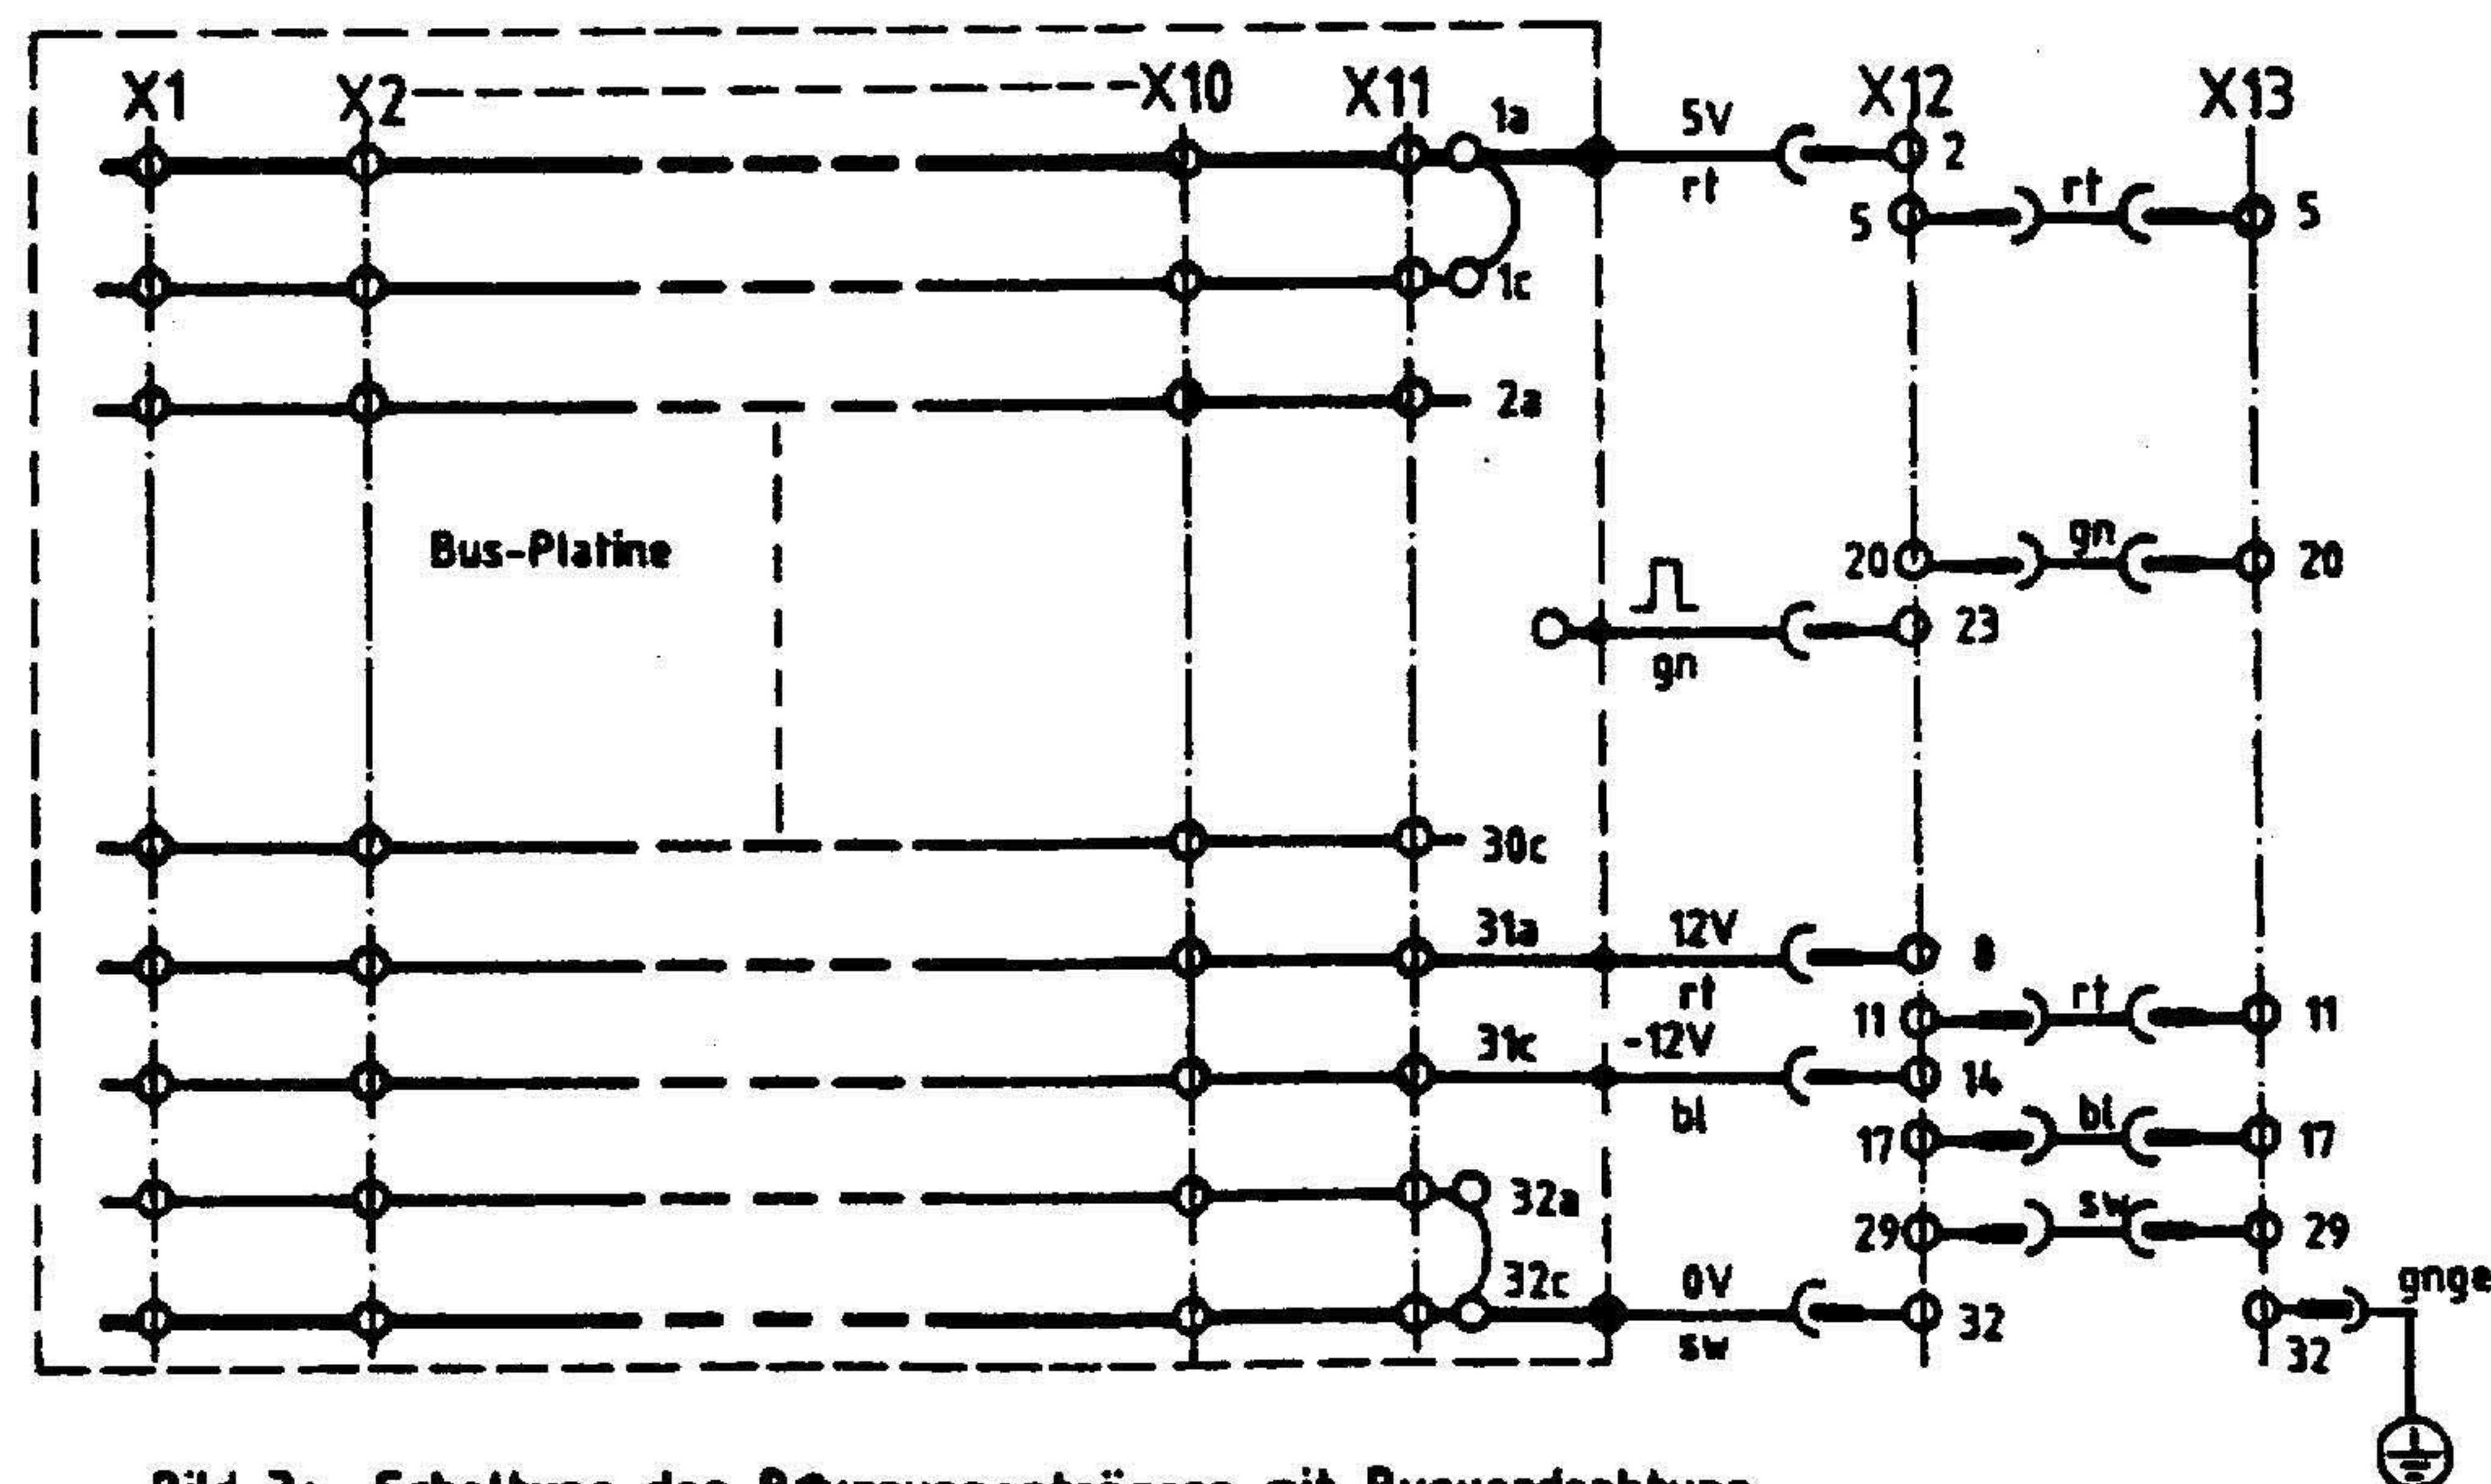 X1 X2 X10 X11 X12 X13
1a 5V 2
rt
5 rt 5
1c
2a
Bus-Platine
20 gn 20
23
gn
30c
31a 12V
rt
11 rt 11
31c -12V
14
bl
17 bl 17
32a
29 sw 29
32c 0V 32
sw
gnge
32